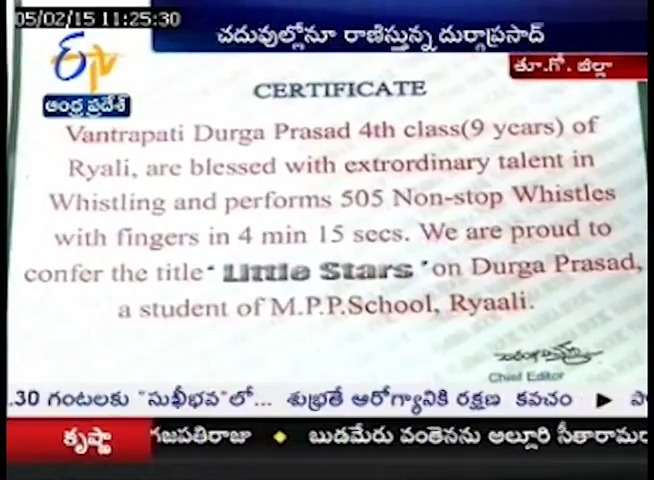 05/02/15 11:25:30
చదువుల్లోనూ రాణిస్తున్న దుర్గాప్రసాద్
తూ.గో. జిల్లా
ఆంధ్ర ప్రదేశ్
CERTIFICATE
Vantrapati Durga Prasad 4th class(9 years) of
Ryali, are blessed with extrordinary talent in
Whistling and performs 505 Non-stop Whistles
with fingers in 4 min 15 secs. We are proud to
confer the title "Little Stars" on Durga Prasad,
a student of M.P.P.School, Ryaali.
Chief Editor
.30 గంటలకు "సుఖీభవ"లో... శుభ్రతే ఆరోగ్యానికి రక్షణ కవచం ▶
కృష్ణా
గజపతిరాజు ◆ బుడమేరు వంతెనను అల్లూరి సీతారామ